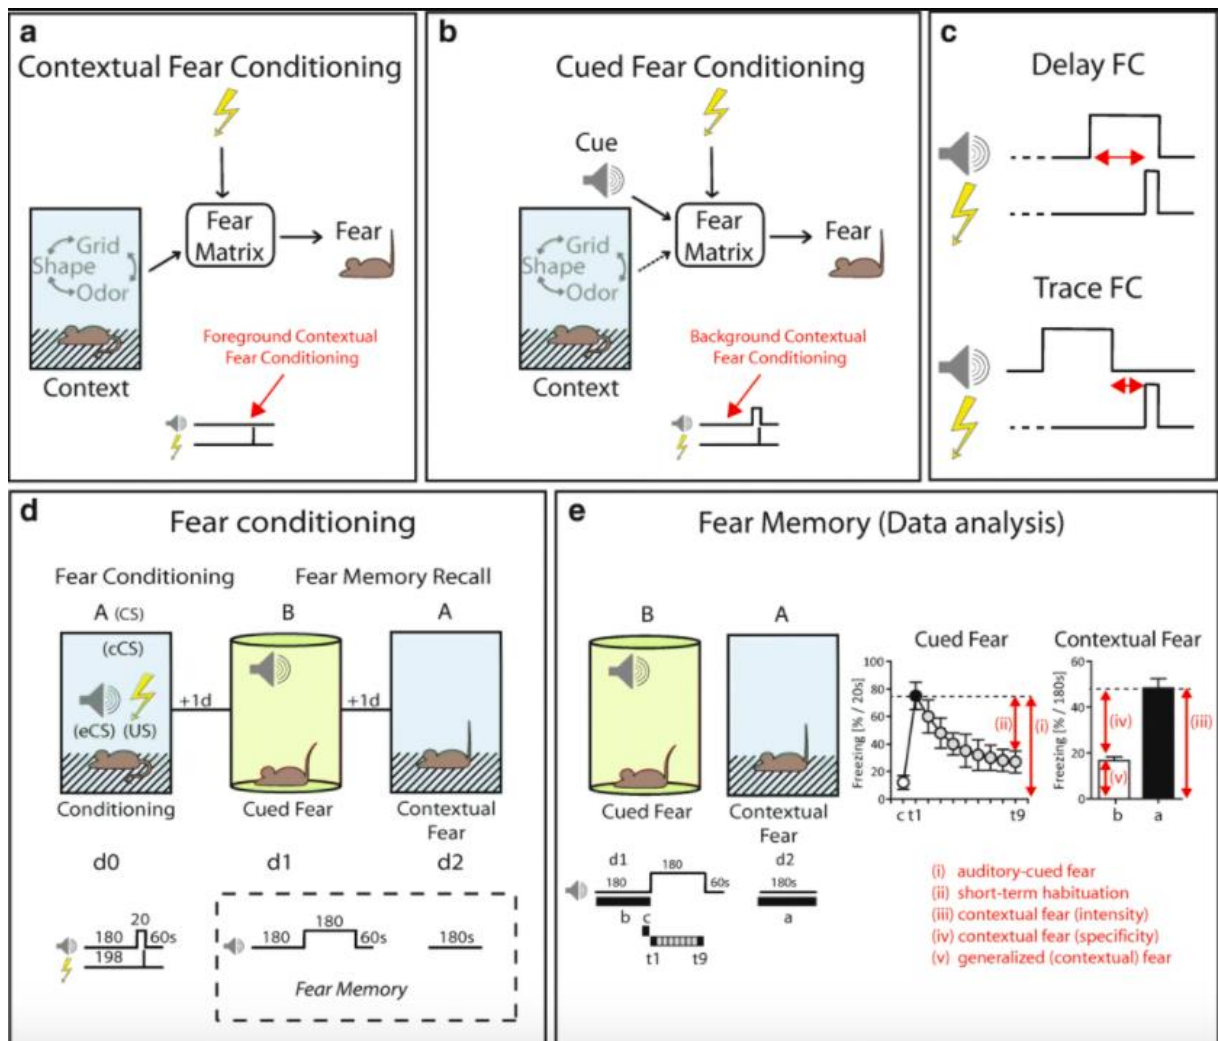 a
Contextual Fear Conditioning
Grid
Shape
Odor
Context
Fear
Matrix
Fear
Foreground Contextual
Fear Conditioning
b
Cued Fear Conditioning
Cue
Grid
Shape
Odor
Context
Fear
Matrix
Fear
Background Contextual
Fear Conditioning
c
Delay FC
Trace FC
d
Fear conditioning
Fear Conditioning
Fear Memory Recall
A (CS)
B
A
(cCS)
+1d
+1d
(eCS) (US)
Conditioning
Cued Fear
Contextual
Fear
d0
d1
d2
20
180
60s
198
180
180
60s
180s
Fear Memory
e
Fear Memory (Data analysis)
B
A
Cued Fear
Contextual
Fear
d1
d2
180
180
60s
180s
b
c
a
t1
t9
Cued Fear
Freezing [% / 20s]
100
80
60
40
20
0
c t1
t9
(ii)
(i)
Contextual Fear
Freezing [% / 180s]
60
40
20
0
b
a
(iv)
(iii)
(v)
(i) auditory-cued fear
(ii) short-term habituation
(iii) contextual fear (intensity)
(iv) contextual fear (specificity)
(v) generalized (contextual) fear